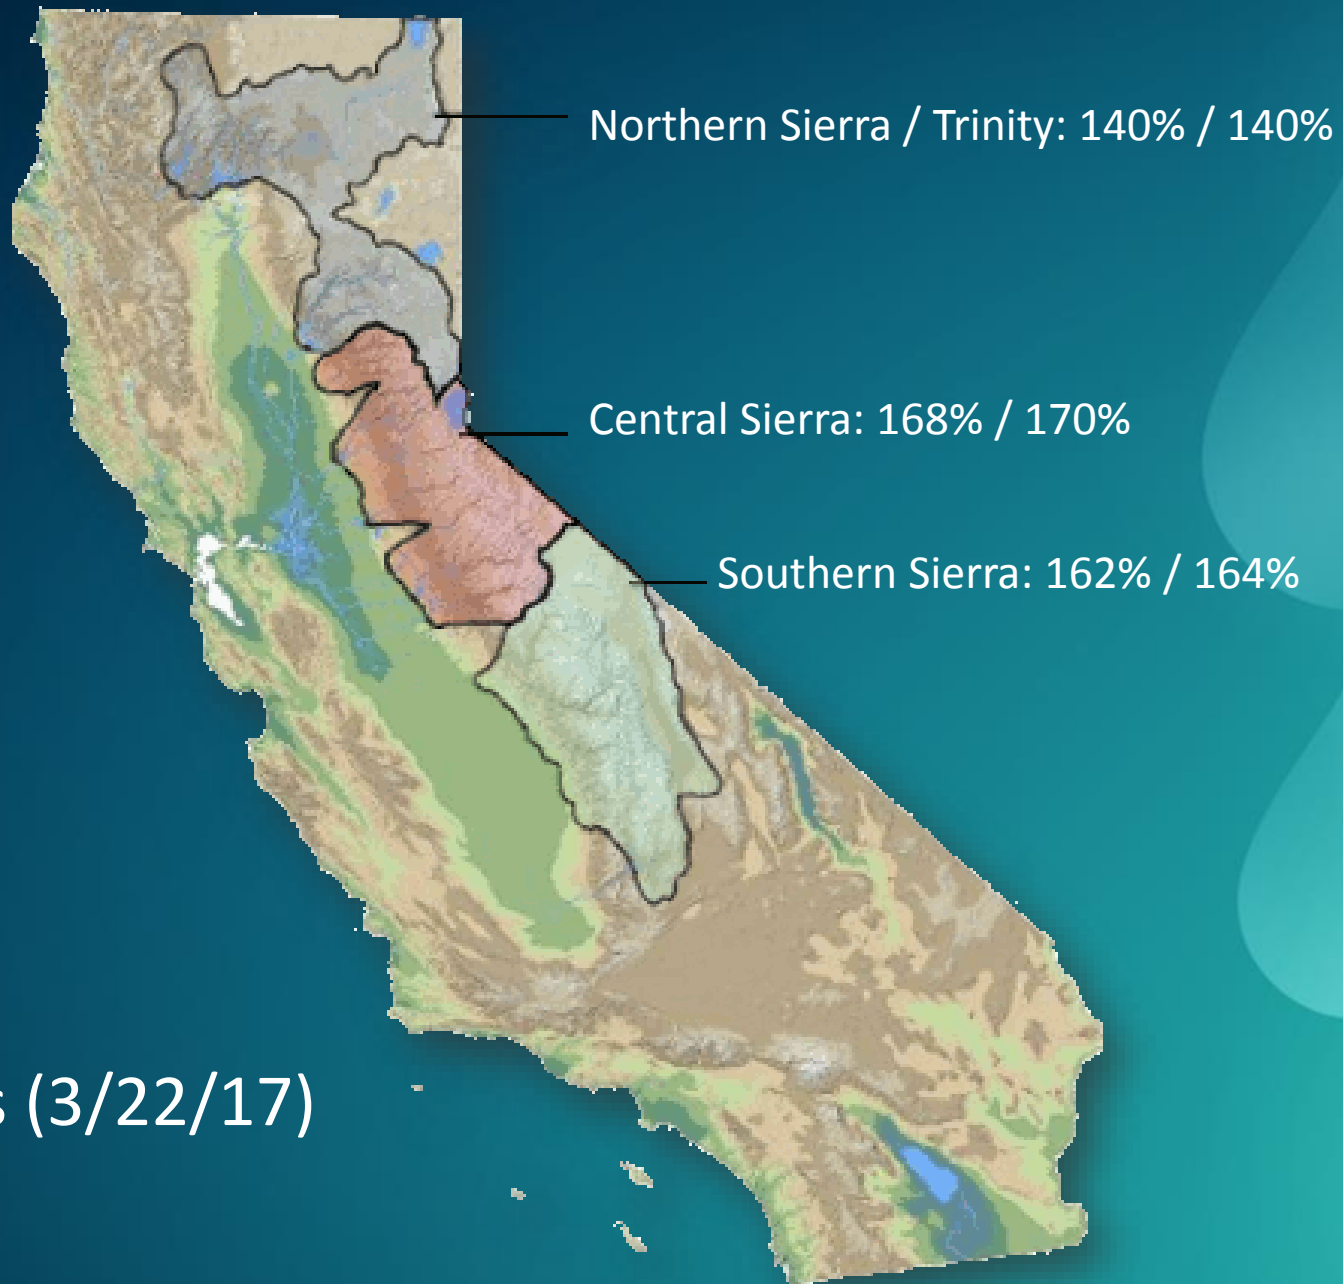 Northern Sierra / Trinity: 140% / 140%
Central Sierra: 168% / 170%
Southern Sierra: 162% / 164%
(3/22/17)